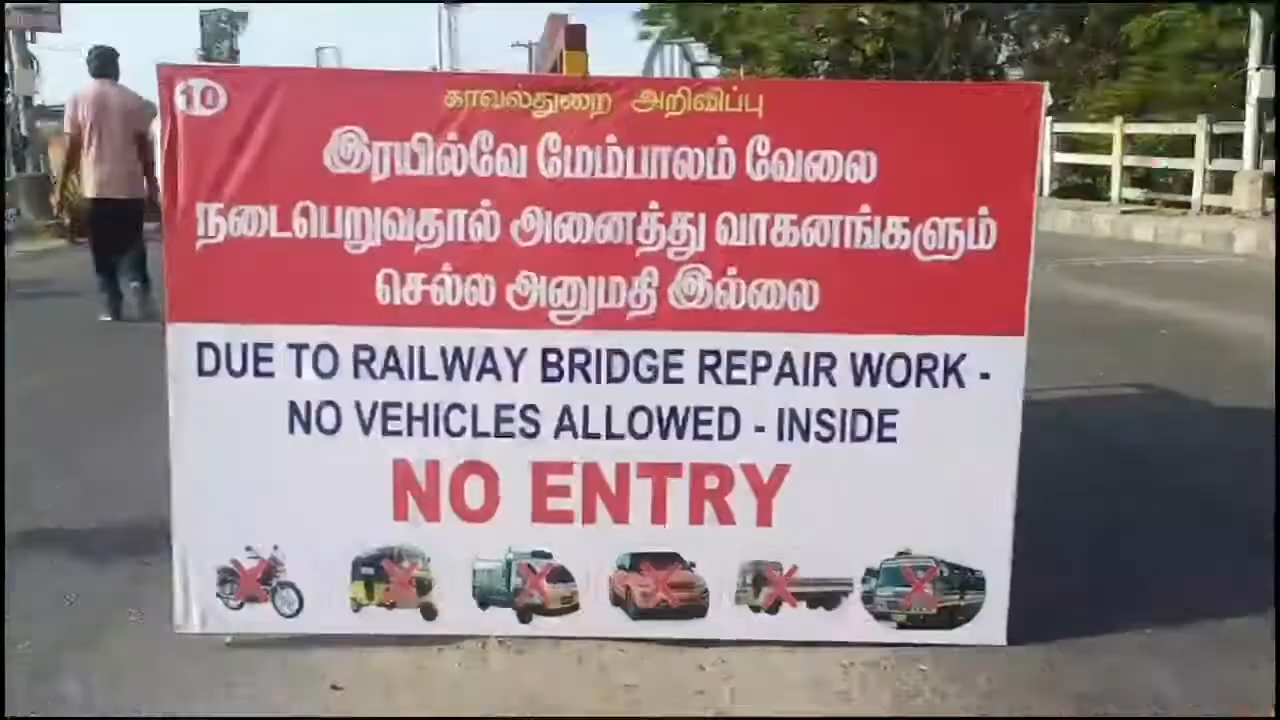 10
காவல்துறை அறிவிப்பு
இரயில்வே மேம்பாலம் வேலை
நடைபெறுவதால் அனைத்து வாகனங்களும்
செல்ல அனுமதி இல்லை
DUE TO RAILWAY BRIDGE REPAIR WORK -
NO VEHICLES ALLOWED - INSIDE
NO ENTRY